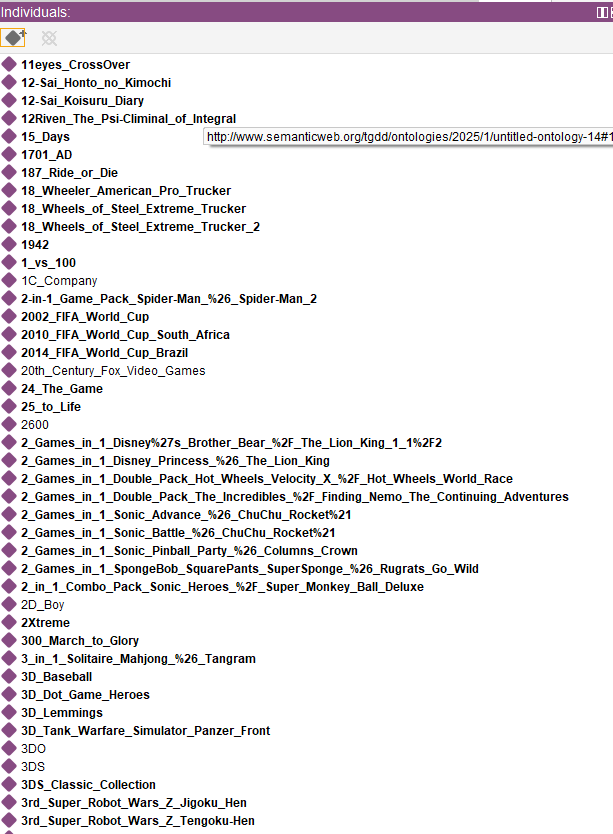 Individuals:
11eyes_CrossOver
12-Sai_Honto_no_Kimochi
12-Sai_Koisuru_Diary
12Riven_The_Psi-Climinal_of_Integral
15_Days
http://www.semanticweb.org/tgdd/ontologies/2025/1/untitled-ontology-14#1
1701_AD
187_Ride_or_Die
18_Wheeler_American_Pro_Trucker
18_Wheels_of_Steel_Extreme_Trucker
18_Wheels_of_Steel_Extreme_Trucker_2
1942
1_vs_100
1C_Company
2-in-1_Game_Pack_Spider-Man_%26_Spider-Man_2
2002_FIFA_World_Cup
2010_FIFA_World_Cup_South_Africa
2014_FIFA_World_Cup_Brazil
20th_Century_Fox_Video_Games
24_The_Game
25_to_Life
2600
2_Games_in_1_Disney%27s_Brother_Bear_%2F_The_Lion_King_1_1%2F2
2_Games_in_1_Disney_Princess_%26_The_Lion_King
2_Games_in_1_Double_Pack_Hot_Wheels_Velocity_X_%2F_Hot_Wheels_World_Race
2_Games_in_1_Double_Pack_The_Incredibles_%2F_Finding_Nemo_The_Continuing_Adventures
2_Games_in_1_Sonic_Advance_%26_ChuChu_Rocket%21
2_Games_in_1_Sonic_Battle_%26_ChuChu_Rocket%21
2_Games_in_1_Sonic_Pinball_Party_%26_Columns_Crown
2_Games_in_1_SpongeBob_SquarePants_SuperSponge_%26_Rugrats_Go_Wild
2_in_1_Combo_Pack_Sonic_Heroes_%2F_Super_Monkey_Ball_Deluxe
2D_Boy
2Xtreme
300_March_to_Glory
3_in_1_Solitaire_Mahjong_%26_Tangram
3D_Baseball
3D_Dot_Game_Heroes
3D_Lemmings
3D_Tank_Warfare_Simulator_Panzer_Front
3DO
3DS
3DS_Classic_Collection
3rd_Super_Robot_Wars_Z_Jigoku_Hen
3rd_Super_Robot_Wars_Z_Tengoku-Hen